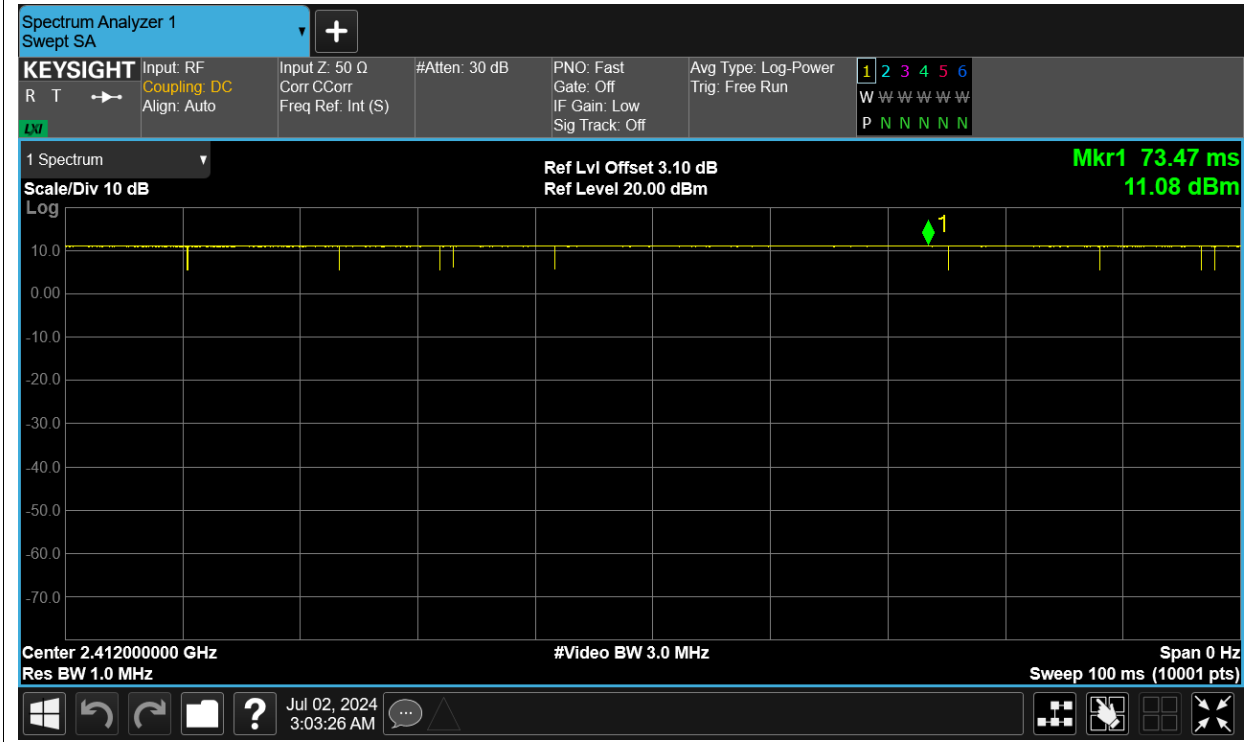 Spectrum Analyzer 1
Swept SA
KEYSIGHT
R T
LXI
Input: RF
Coupling: DC
Align: Auto
Input Z: 50 Ω
Corr CCorr
Freq Ref: Int (S)
#Atten: 30 dB
PNO: Fast
Gate: Off
IF Gain: Low
Sig Track: Off
Avg Type: Log-Power
Trig: Free Run
1 2 3 4 5 6
W W W W W W
P N N N N N
1 Spectrum
Scale/Div 10 dB
Log
Ref Lvl Offset 3.10 dB
Ref Level 20.00 dBm
Mkr1 73.47 ms
11.08 dBm
1
10.0
0.00
-10.0
-20.0
-30.0
-40.0
-50.0
-60.0
-70.0
Center 2.412000000 GHz
Res BW 1.0 MHz
#Video BW 3.0 MHz
Span 0 Hz
Sweep 100 ms (10001 pts)
?
Jul 02, 2024
3:03:26 AM